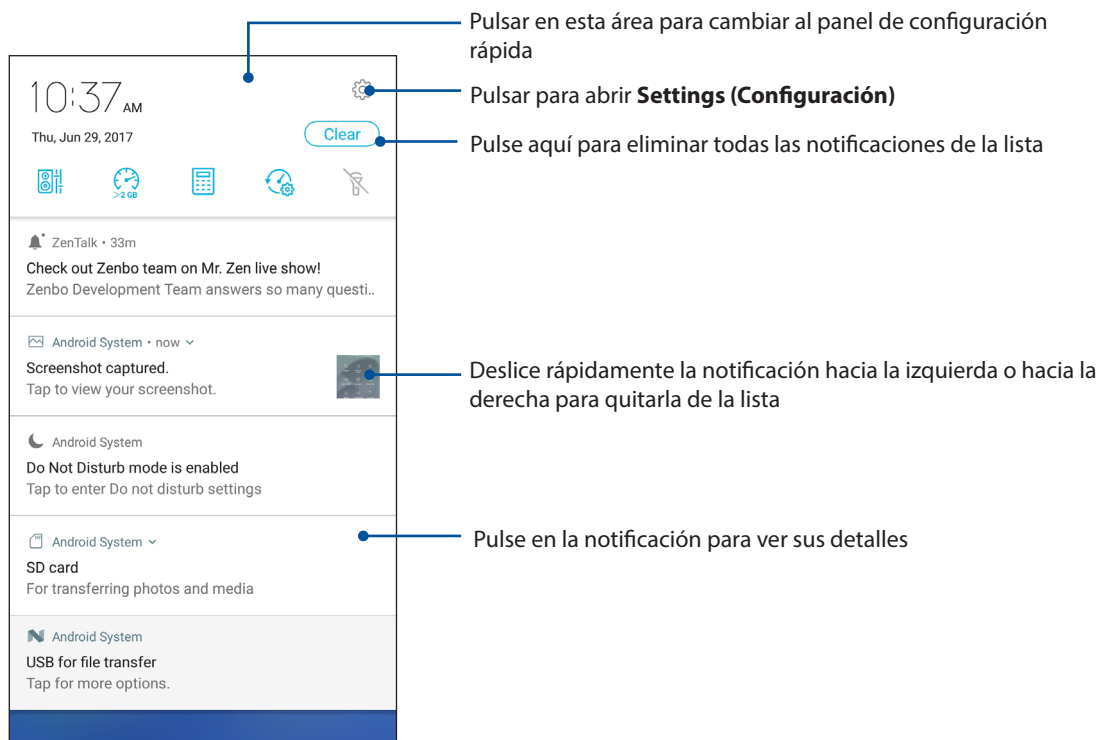 Pulsar en esta área para cambiar al panel de configuración
rápida
10:37 AM
Pulsar para abrir Settings (Configuración)
Thu, Jun 29, 2017
Clear
Pulse aquí para eliminar todas las notificaciones de la lista
>2 GB
ZenTalk • 33m
Check out Zenbo team on Mr. Zen live show!
Zenbo Development Team answers so many questi..
Android System • now
Screenshot captured.
Tap to view your screenshot.
Deslice rápidamente la notificación hacia la izquierda o hacia la
derecha para quitarla de la lista
Android System
Do Not Disturb mode is enabled
Tap to enter Do not disturb settings
Android System
Pulse en la notificación para ver sus detalles
SD card
For transferring photos and media
Android System
USB for file transfer
Tap for more options.